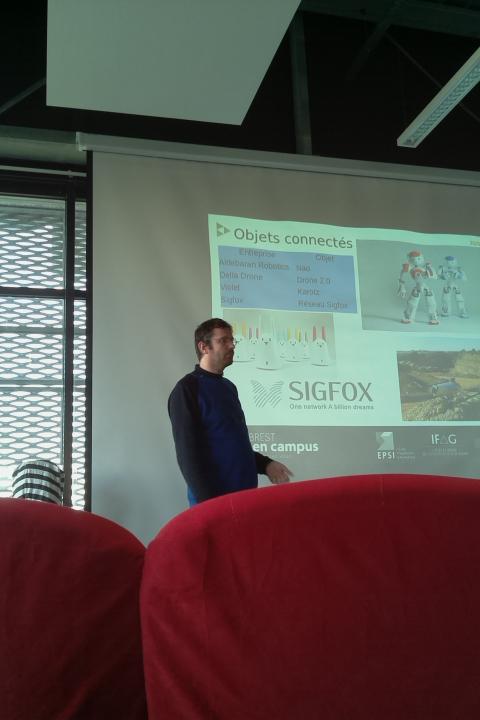 Objets connectés
Entreprise Objet
Aldebaran Robotics Nao
Delta Drone Drone 2.0
Violet Karotz
Sigfox Réseau Sigfox
SIGFOX
One network A billion dreams
BREST
en campus
EPSI
IFAG